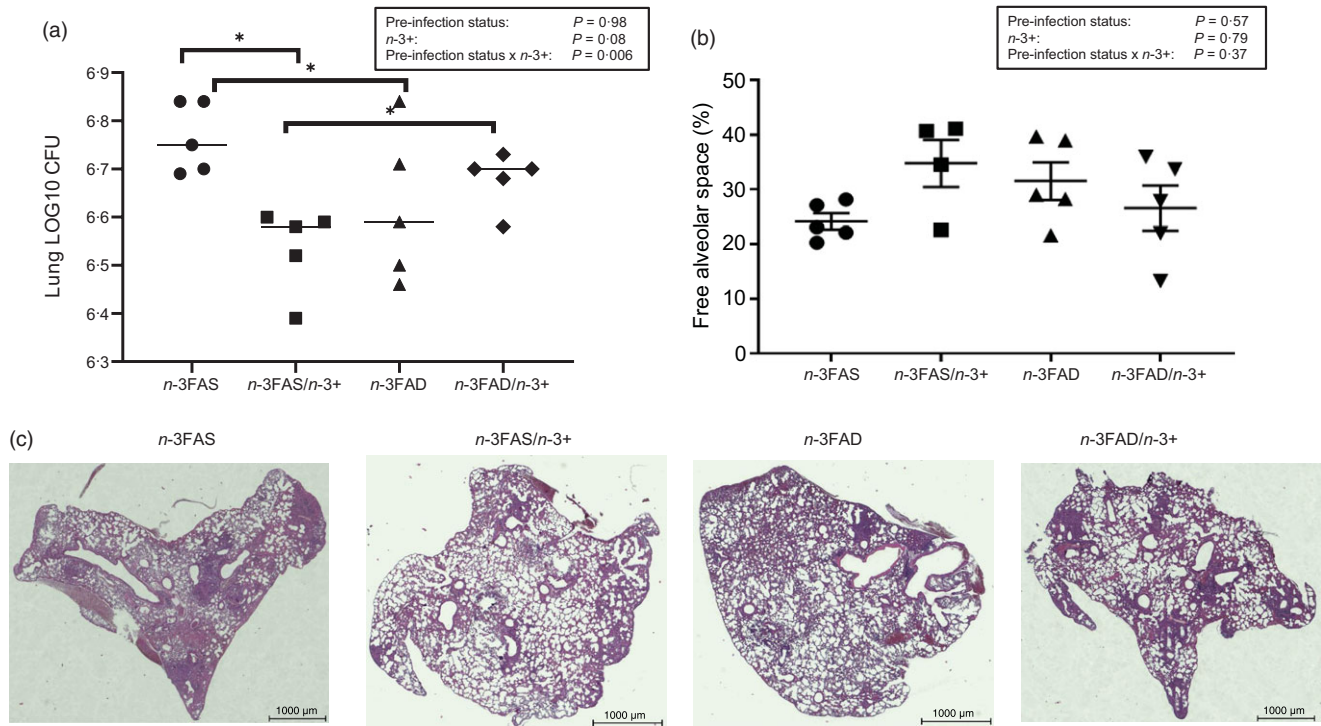 (a)
Pre-infection status: P = 0·98
n-3+: P = 0·08
Pre-infection status x n-3+: P = 0·006
*
*
*
6·9
6·8
6·7
6·6
6·5
6·4
6·3
Lung LOG10 CFU
n-3FAS n-3FAS/n-3+ n-3FAD n-3FAD/n-3+
(b)
Pre-infection status: P = 0·57
n-3+: P = 0·79
Pre-infection status x n-3+: P = 0·37
50
40
30
20
10
0
Free alveolar space (%)
n-3FAS n-3FAS/n-3+ n-3FAD n-3FAD/n-3+
(c)
n-3FAS n-3FAS/n-3+ n-3FAD n-3FAD/n-3+
1000 µm 1000 µm 1000 µm 1000 µm